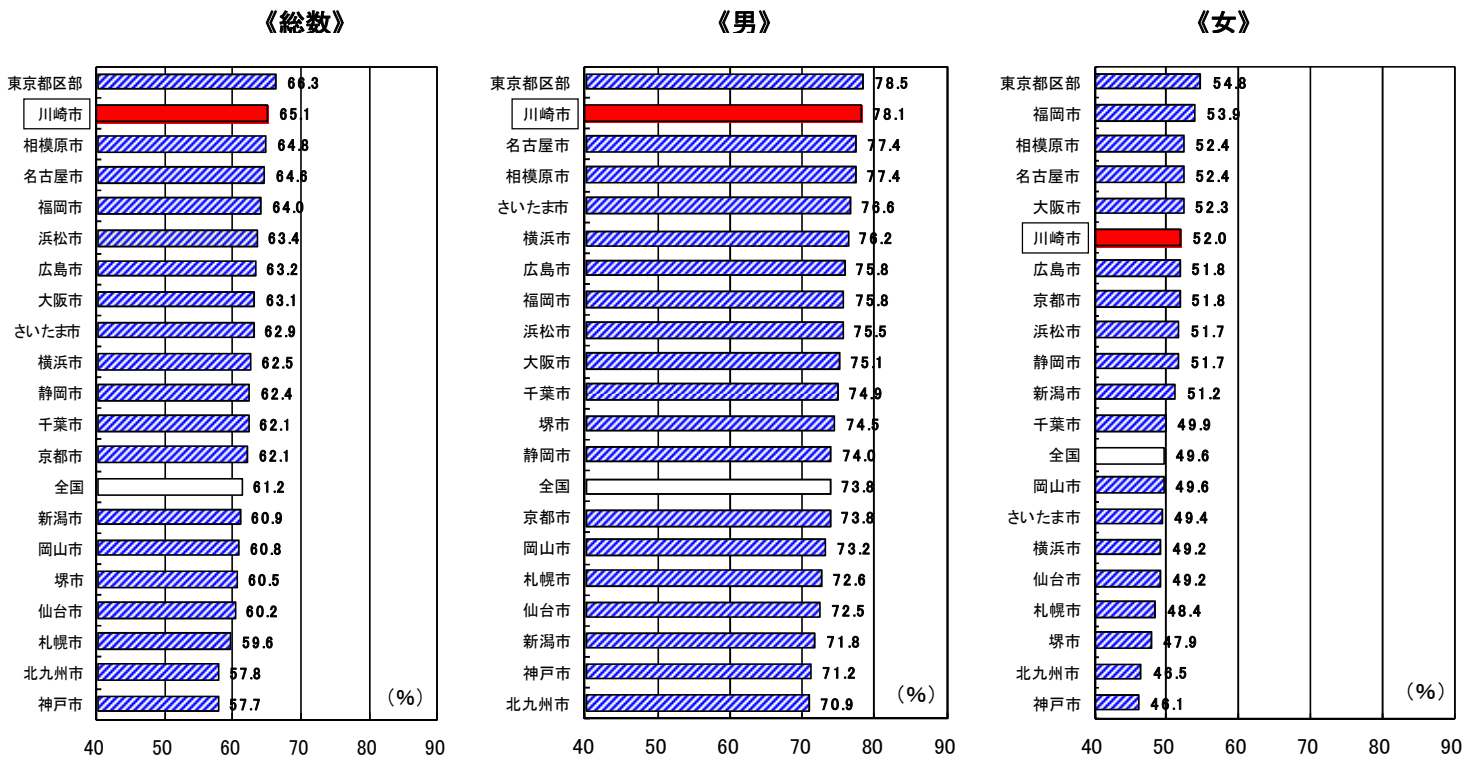 《総数》
東京都区部 66.3
川崎市 65.1
相模原市 64.8
名古屋市 64.6
福岡市 64.0
浜松市 63.4
広島市 63.2
大阪市 63.1
さいたま市 62.9
横浜市 62.5
静岡市 62.4
千葉市 62.1
京都市 62.1
全国 61.2
新潟市 60.9
岡山市 60.8
堺市 60.5
仙台市 60.2
札幌市 59.6
北九州市 57.8
神戸市 57.7
(%)
40 50 60 70 80 90
《男》
東京都区部 78.5
川崎市 78.1
名古屋市 77.4
相模原市 77.4
さいたま市 76.6
横浜市 76.2
広島市 75.8
福岡市 75.8
浜松市 75.5
大阪市 75.1
千葉市 74.9
堺市 74.5
静岡市 74.0
全国 73.8
京都市 73.8
岡山市 73.2
札幌市 72.6
仙台市 72.5
新潟市 71.8
神戸市 71.2
北九州市 70.9
(%)
40 50 60 70 80 90
《女》
東京都区部 54.8
福岡市 53.9
相模原市 52.4
名古屋市 52.4
大阪市 52.3
川崎市 52.0
広島市 51.8
京都市 51.8
浜松市 51.7
静岡市 51.7
新潟市 51.2
千葉市 49.9
全国 49.6
岡山市 49.6
さいたま市 49.4
横浜市 49.2
仙台市 49.2
札幌市 48.4
堺市 47.9
北九州市 46.5
神戸市 46.1
(%)
40 50 60 70 80 90